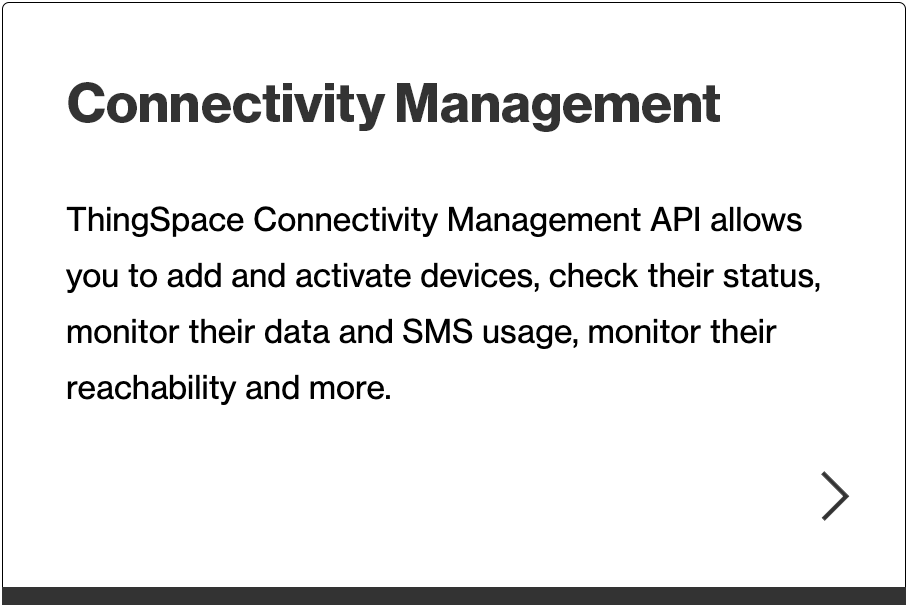 Connectivity Management
ThingSpace Connectivity Management API allows
you to add and activate devices, check their status,
monitor their data and SMS usage, monitor their
reachability and more.